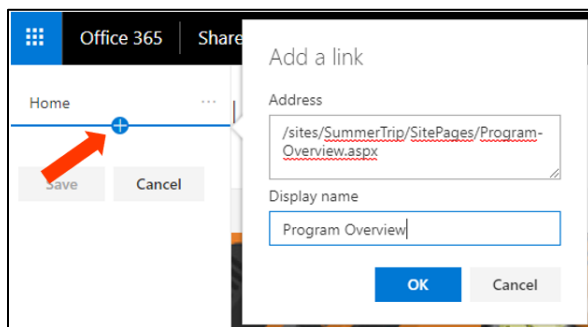 Office 365
Share
Home
...
Save
Cancel
Add a link
Address
/sites/SummerTrip/SitePages/Program-
Overview.aspx
Display name
Program Overview
OK
Cancel